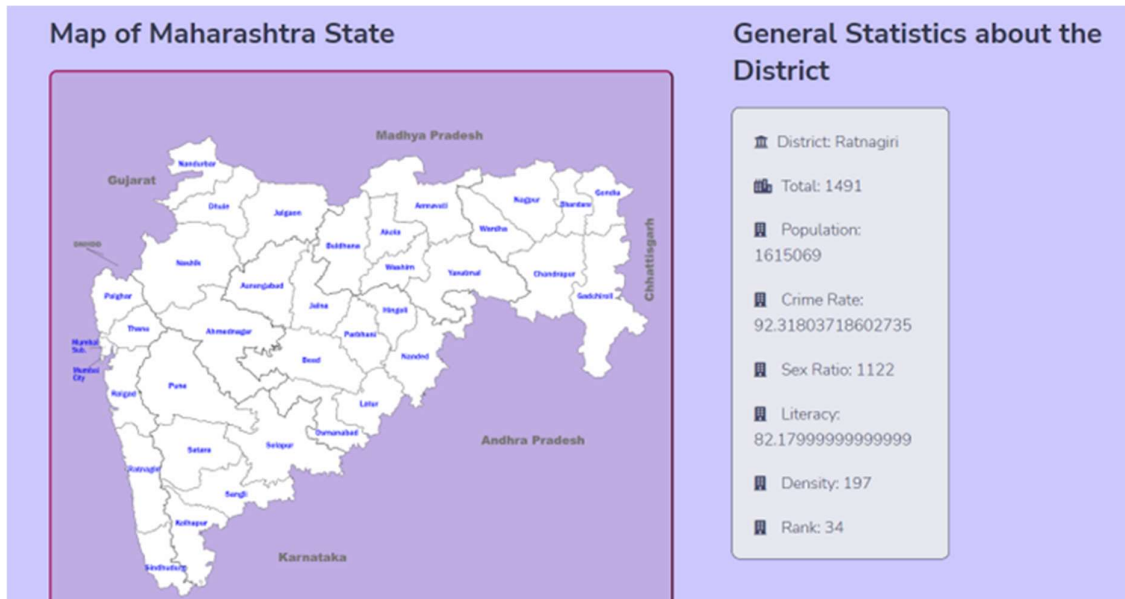 Map of Maharashtra State
Madhya Pradesh
Gujarat
Nandurbar
Dhule
Jalgaon
Nagpur
Gondia
Bhandara
Amravati
Akola
Wardha
Buldhana
DNHDD
Nashik
Washim
Yavatmal
Chandrapur
Chhattisgarh
Aurangabad
Jalna
Hingoli
Gadchiroli
Palghar
Thane
Ahmednagar
Parbhani
Mumbai
Sub.
Beed
Nanded
Mumbai
City
Pune
Raigad
Latur
Osmanabad
Andhra Pradesh
Satara
Solapur
Ratnagiri
Sangli
Kolhapur
Karnataka
Sindhudurg
General Statistics about the
District
District: Ratnagiri
Total: 1491
Population:
1615069
Crime Rate:
92.31803718602735
Sex Ratio: 1122
Literacy:
82.17999999999999
Density: 197
Rank: 34